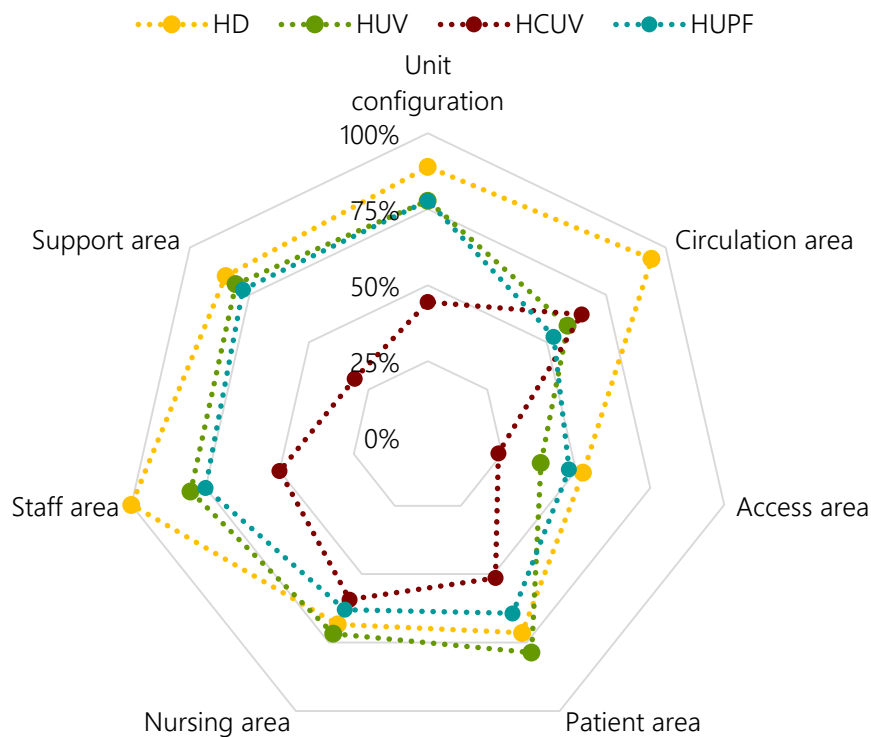 HD HUV HCUV HUPF
Unit
configuration
100%
75%
50%
25%
0%
Circulation area
Access area
Patient area
Nursing area
Staff area
Support area